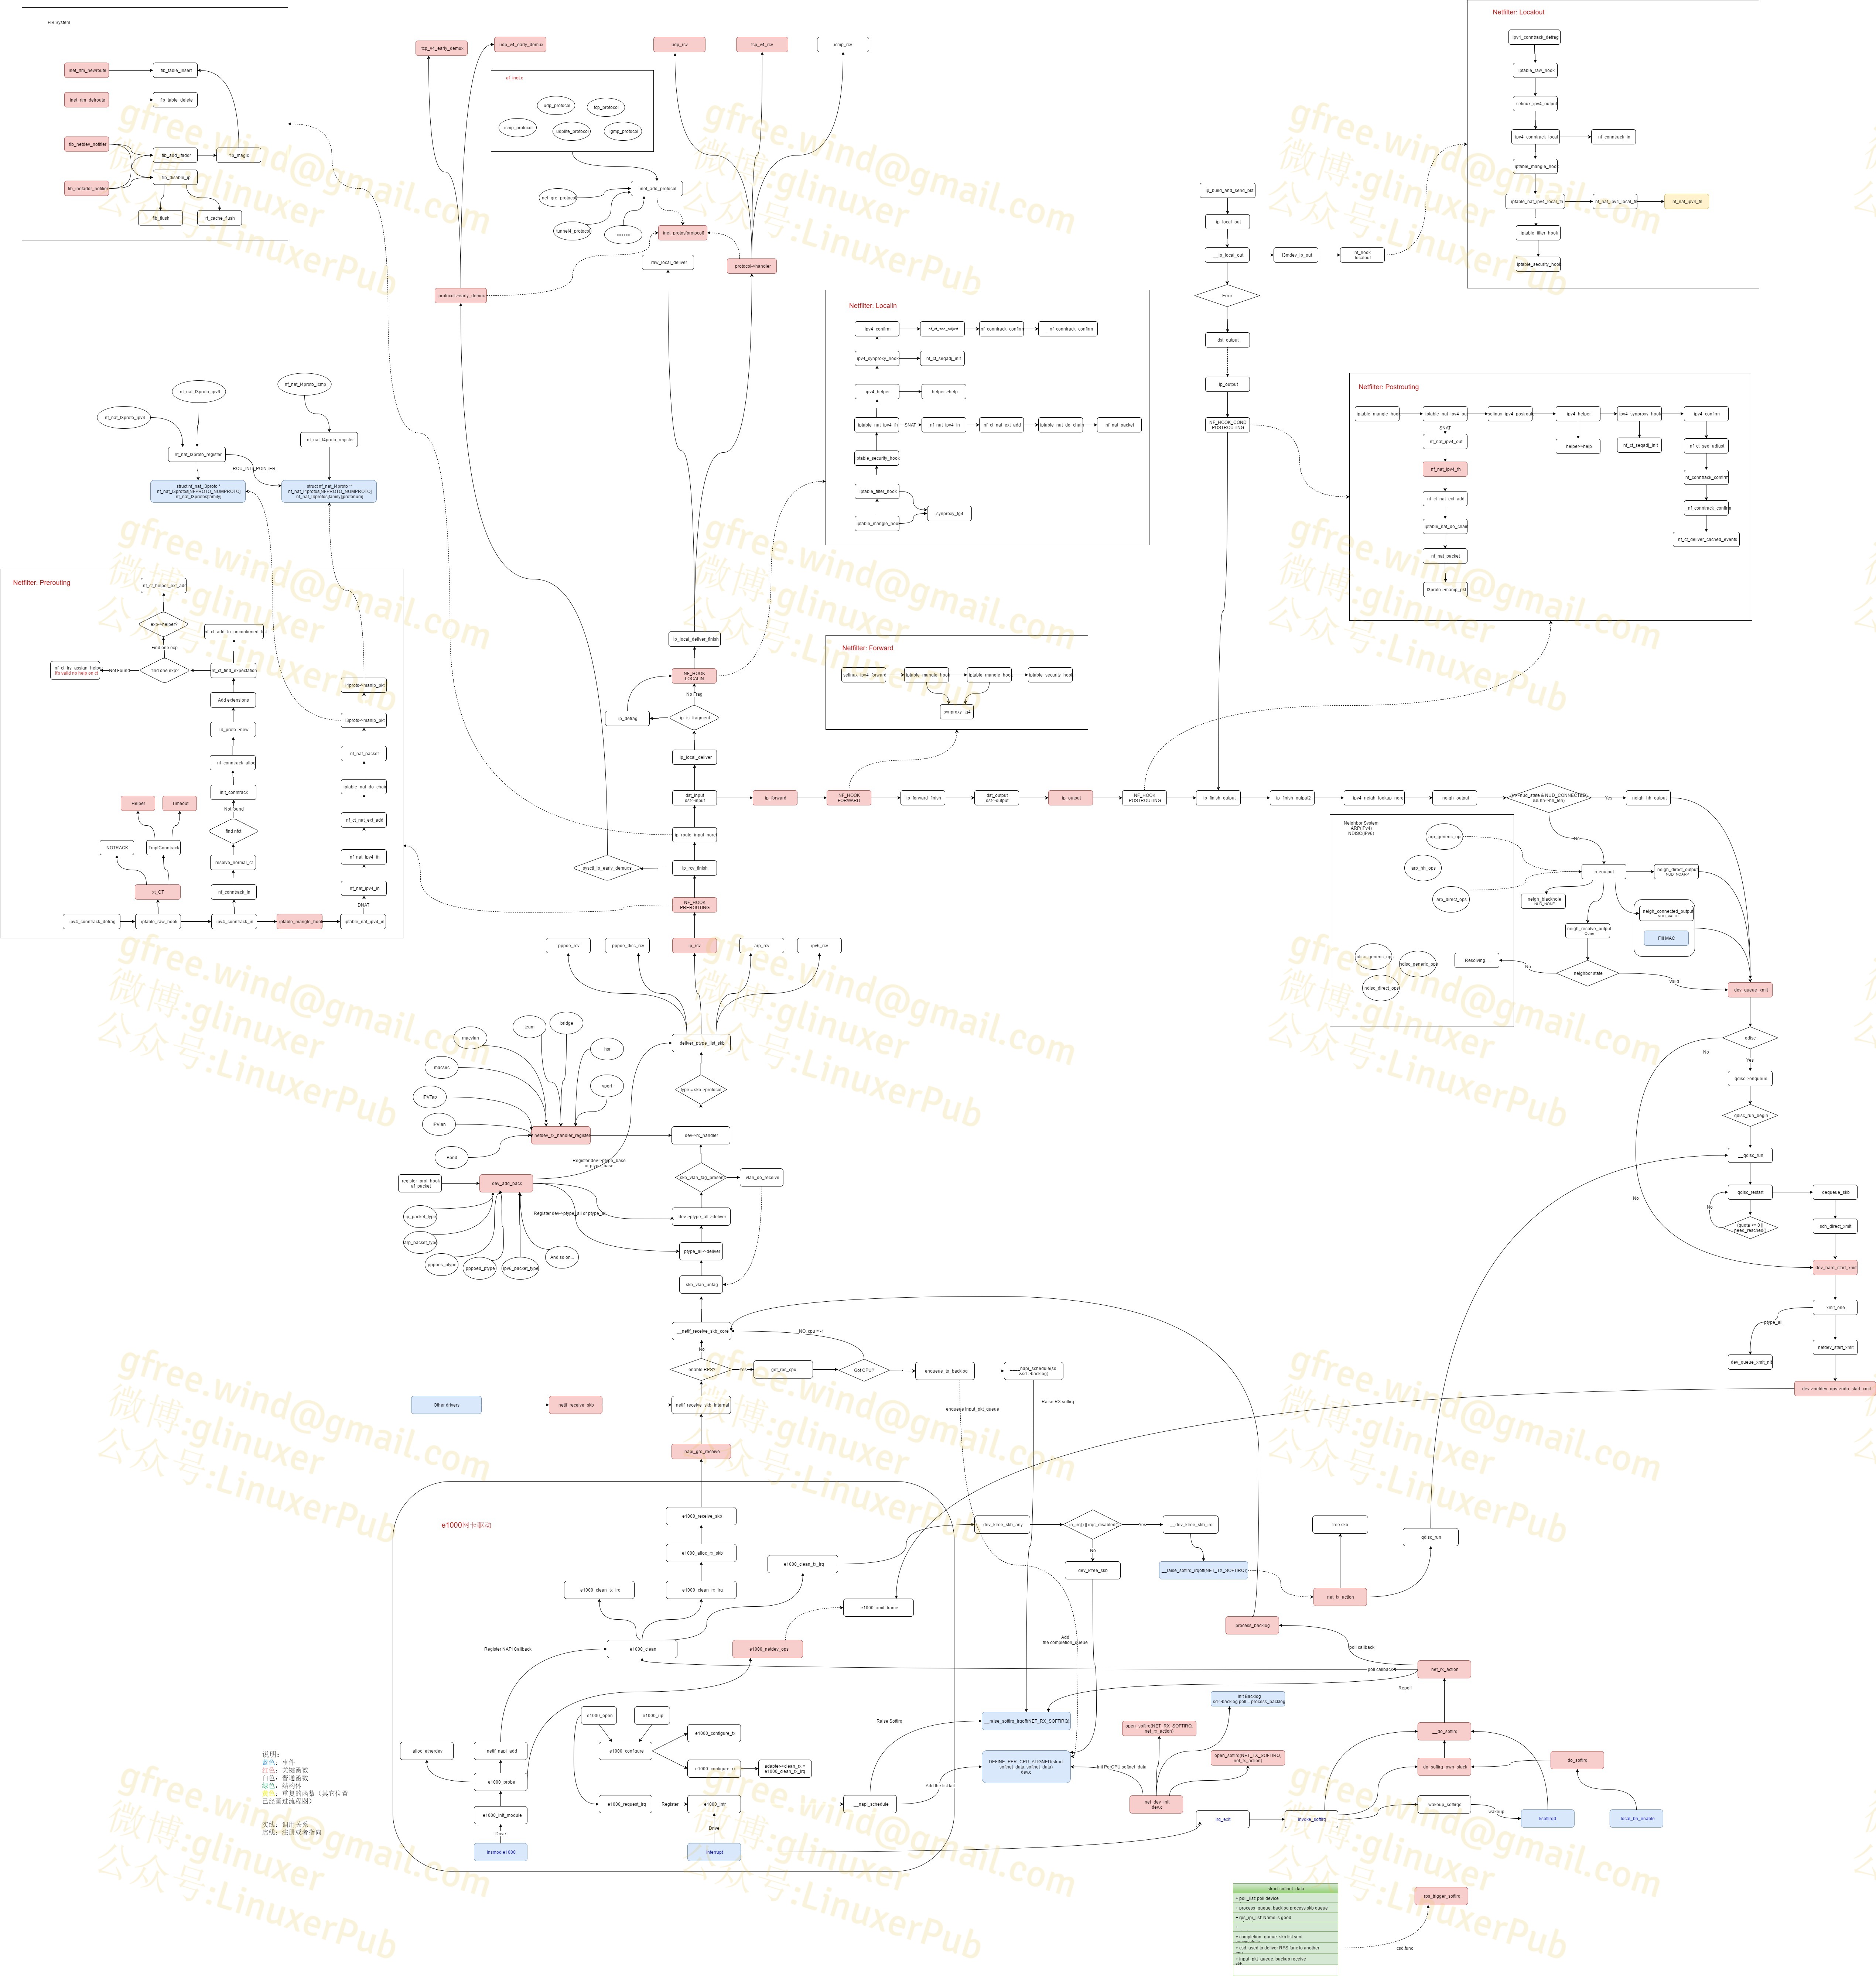 FIB System
inet_rtm_newroute
fib_table_insert
inet_rtm_delroute
fib_table_delete
fib_netdev_notifier
fib_add_ifaddr
fib_magic
fib_disable_ip
fib_inetaddr_notifier
fib_flush
rt_cache_flush
tcp_v4_early_demux
udp_v4_early_demux
udp_rcv
tcp_v4_rcv
icmp_rcv
af_inet.c
udp_protocol
tcp_protocol
icmp_protocol
udplite_protocol
igmp_protocol
inet_add_protocol
net_gre_protocol
tunnel4_protocol
inet_protos[protocol]
raw_local_deliver
protocol->handler
protocol->early_demux
Netfilter: Localout
ipv4_conntrack_defrag
iptable_raw_hook
selinux_ipv4_output
ipv4_conntrack_local
nf_conntrack_in
iptable_mangle_hook
iptable_nat_ipv4_local_fn
nf_nat_ipv4_local_fn
nf_nat_ipv4_fn
iptable_filter_hook
iptable_security_hook
ip_build_and_send_pkt
ip_local_out
__ip_local_out
l3mdev_ip_out
nf_hook
localout
Error
dst_output
ip_output
NF_HOOK_COND
POSTROUTING
Netfilter: Localin
ipv4_confirm
nf_ct_seq_adjust
nf_conntrack_confirm
__nf_conntrack_confirm
ipv4_synproxy_hook
nf_ct_seqadj_init
ipv4_helper
helper->help
iptable_nat_ipv4_fn
SNAT
nf_nat_ipv4_in
nf_ct_nat_ext_add
iptable_nat_do_chain
nf_nat_packet
iptable_security_hook
iptable_filter_hook
synproxy_tg4
iptable_mangle_hook
Netfilter: Postrouting
iptable_mangle_hook
iptable_nat_ipv4_out
selinux_ipv4_postroute
ipv4_helper
ipv4_synproxy_hook
ipv4_confirm
SNAT
nf_nat_ipv4_out
helper->help
nf_ct_seqadj_init
nf_ct_seq_adjust
nf_nat_ipv4_fn
nf_conntrack_confirm
nf_ct_nat_ext_add
__nf_conntrack_confirm
iptable_nat_do_chain
nf_ct_deliver_cached_events
nf_nat_packet
l3proto->manip_pkt
nf_nat_l3proto_ipv6
nf_nat_l4proto_icmp
nf_nat_l3proto_ipv4
nf_nat_l4proto_register
nf_nat_l3proto_register
RCU_INIT_POINTER
struct nf_nat_l3proto *
nf_nat_l3protos[NFPROTO_NUMPROTO]
nf_nat_l3protos[family]
struct nf_nat_l4proto **
nf_nat_l4protos[NFPROTO_NUMPROTO]
nf_nat_l4protos[family][protonum]
Netfilter: Prerouting
nf_ct_helper_ext_add
exp->helper?
nf_ct_add_to_unconfirmed_list
Find one exp
__nf_ct_try_assign_helper
It's valid no help on ct
Not Found
find one exp?
nf_ct_find_expectation
l4proto->manip_pkt
Add extensions
l3proto->manip_pkt
l4_proto->new
nf_nat_packet
__nf_conntrack_alloc
iptable_nat_do_chain
init_conntrack
Helper
Timeout
Not found
nf_ct_nat_ext_add
find nfct
NOTRACK
TmplConntrack
nf_nat_ipv4_fn
resolve_normal_ct
xt_CT
nf_conntrack_in
nf_nat_ipv4_in
DNAT
ipv4_conntrack_defrag
iptable_raw_hook
ipv4_conntrack_in
iptable_mangle_hook
iptable_nat_ipv4_in
ip_local_deliver_finish
NF_HOOK
LOCALIN
No Frag
ip_defrag
ip_is_fragment
ip_local_deliver
dst_input
dst->input
ip_route_input_noref
sysctl_ip_early_demux?
ip_rcv_finish
NF_HOOK
PREROUTING
Netfilter: Forward
selinux_ipv4_forward
iptable_mangle_hook
iptable_mangle_hook
iptable_security_hook
synproxy_tg4
ip_forward
NF_HOOK
FORWARD
ip_forward_finish
dst_output
dst->output
ip_output
NF_HOOK
POSTROUTING
ip_finish_output
ip_finish_output2
__ipv4_neigh_lookup_noref
neigh_output
&& hh->hh_len)
Yes
neigh_hh_output
No
Neighbor System
ARP(IPv4)
NDISC(IPv6)
arp_generic_ops
arp_hh_ops
arp_direct_ops
ndisc_generic_ops
ndisc_generic_ops
ndisc_direct_ops
n->output
neigh_direct_output
NUD_NOARP
neigh_blackhole
NUD_NONE
neigh_connected_output
NUD_VALID
Fill MAC
neigh_resolve_output
Other
Resolving...
No
neighbor state
Valid
dev_queue_xmit
qdisc
No
Yes
qdisc->enqueue
qdisc_run_begin
__qdisc_run
No
qdisc_restart
dequeue_skb
No
(quote <= 0 ||
need_resched)
sch_direct_xmit
dev_hard_start_xmit
xmit_one
ptype_all
netdev_start_xmit
dev_queue_xmit_nit
dev->netdev_ops->ndo_start_xmit
pppoe_rcv
pppoe_disc_rcv
ip_rcv
arp_rcv
ipv6_rcv
deliver_ptype_list_skb
team
bridge
macvlan
hsr
macsec
vport
type = skb->protocol
IPVTap
IPVlan
netdev_rx_handler_register
dev->rx_handler
Bond
Register dev->ptype_base
or ptype_base
register_prot_hook
af_packet
dev_add_pack
skb_vlan_tag_present
vlan_do_receive
Register dev->ptype_all or ptype_all
ip_packet_type
dev->ptype_all->deliver
arp_packet_type
ptype_all->deliver
pppoes_ptype
pppoed_ptype
ipv6_packet_type
And so on...
skb_vlan_untag
__netif_receive_skb_core
NO, cpu = -1
No
enable RPS?
Yes
get_rps_cpu
Got CPU?
enqueue_to_backlog
____napi_schedule(sd,
&sd->backlog)
enqueue input_pkt_queue
Raise RX softirq
Other drivers
netif_receive_skb
netif_receive_skb_internal
napi_gro_receive
e1000网卡驱动
e1000_receive_skb
e1000_alloc_rx_skb
e1000_clean_tx_irq
e1000_clean_tx_irq
e1000_clean_rx_irq
e1000_xmit_frame
Register NAPI Callback
e1000_clean
e1000_netdev_ops
poll callback
e1000_open
e1000_up
e1000_configure_tx
alloc_etherdev
netif_napi_add
e1000_configure
e1000_configure_rx
adapter->clean_rx =
e1000_clean_rx_irq
e1000_probe
e1000_request_irq
Register
e1000_intr
__napi_schedule
Raise Softirq
Add the list tail
e1000_init_module
Drive
Drive
Insmod e1000
Interrupt
dev_kfree_skb_any
in_irq() || irqs_disabled()
Yes
__dev_kfree_skb_irq
No
dev_kfree_skb
__raise_softirq_irqoff(NET_TX_SOFTIRQ);
free skb
qdisc_run
net_tx_action
process_backlog
Add
the completion_queue
poll callback
net_rx_action
Repoll
Init Backlog
sd->backlog.poll = process_backlog
__raise_softirq_irqoff(NET_RX_SOFTIRQ);
open_softirq(NET_RX_SOFTIRQ,
net_rx_action)
__do_softirq
DEFINE_PER_CPU_ALIGNED(struct
softnet_data, softnet_data)
dev.c
Init PerCPU softnet_data
open_softirq(NET_TX_SOFTIRQ,
net_tx_action)
do_softirq_own_stack
do_softirq
net_dev_init
dev.c
irq_exit
invoke_softirq
wakeup_softirqd
wakeup
ksoftirqd
local_bh_enable
说明：
蓝色：事件
红色：关键函数
白色：普通函数
绿色：结构体
黄色：重复的函数（其它位置
已经画过流程图）
实线：调用关系
虚线：注册或者指向
struct softnet_data
+ poll_list: poll device
+ process_queue: backlog process skb queue
+ rps_ipi_list: Name is good
+
+ completion_queue: skb list sent
+ csd: used to deliver RPS func to another
+ input_pkt_queue: backup receive
rps_trigger_softirq
csd func
gfree.wind@gmail.com
微博:glinuxer
公众号:LinuxerPub